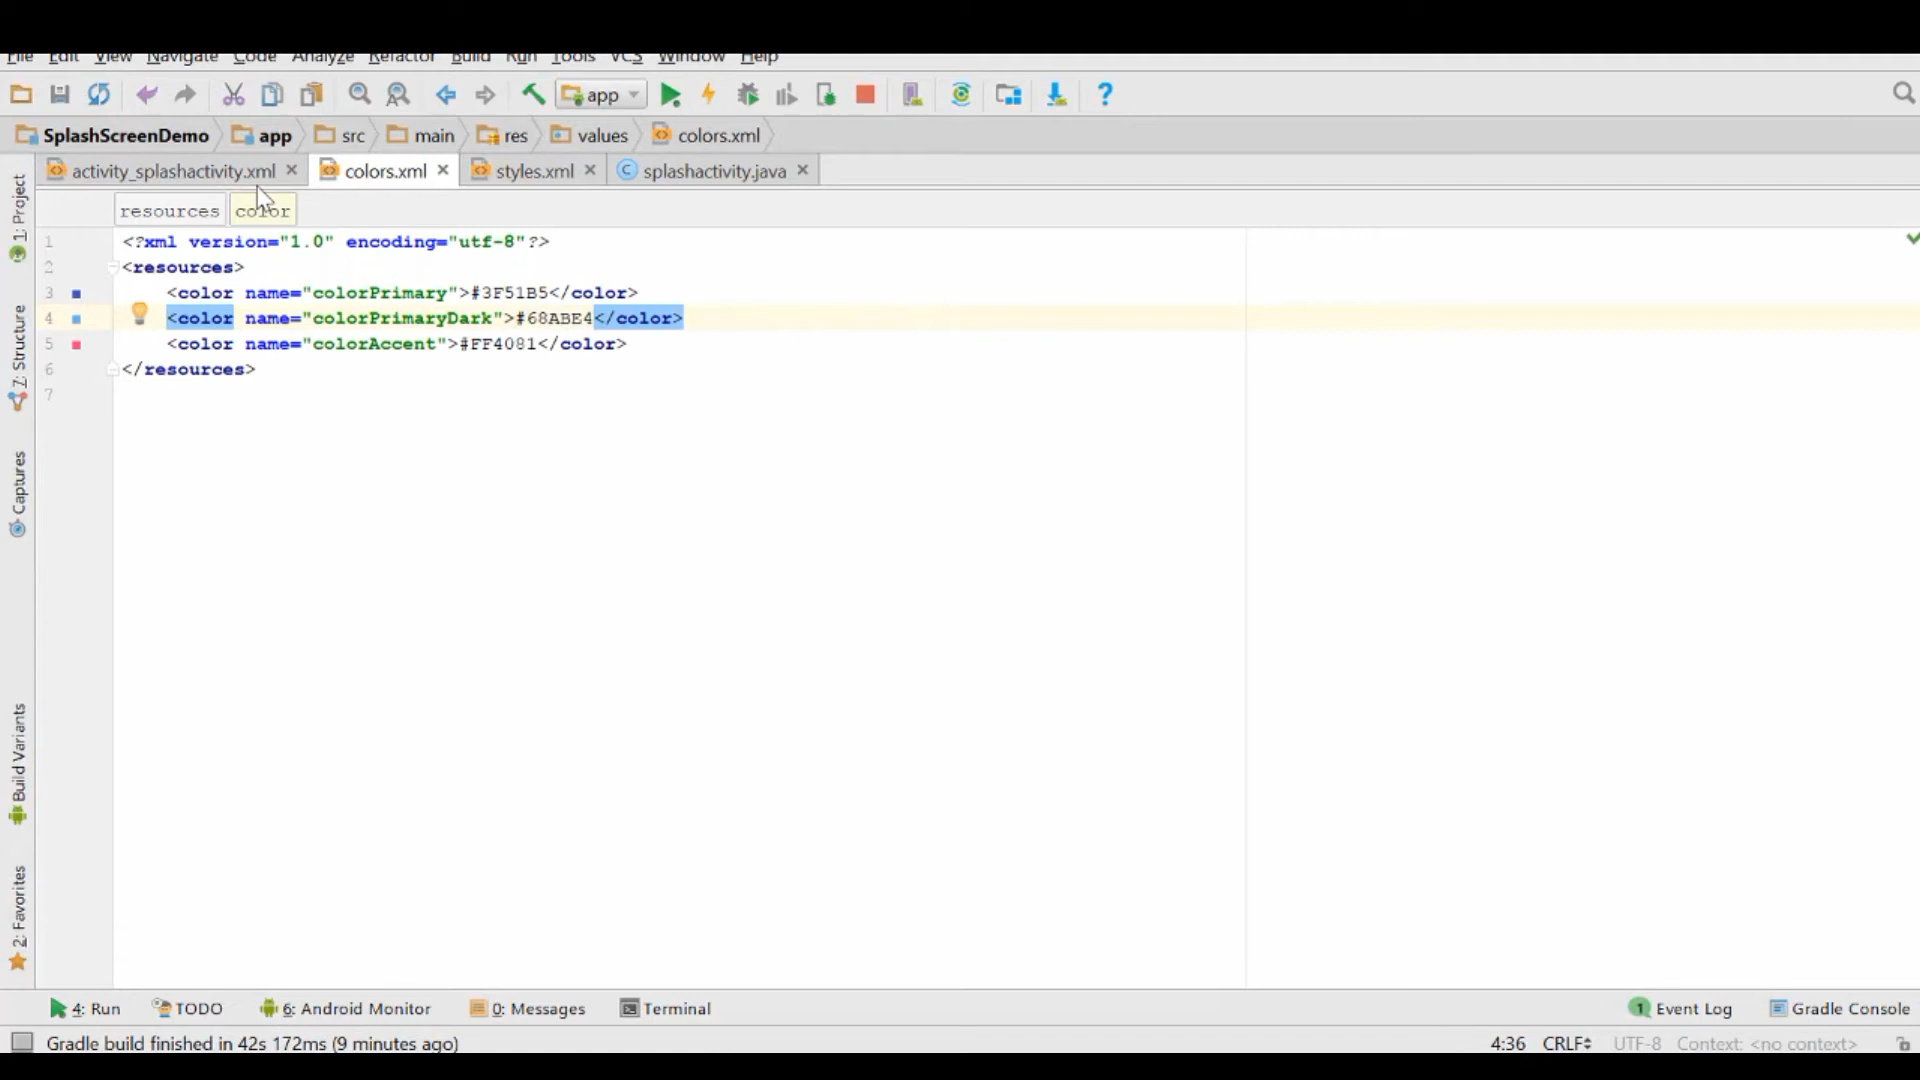 File Edit View Navigate Code Analyze Refactor Build Run Tools VCS Window Help
app
SplashScreenDemo app src main res values colors.xml
activity_splashactivity.xml colors.xml styles.xml splashactivity.java
resources color
1 <?xml version="1.0" encoding="utf-8"?>
2 <resources>
3 <color name="colorPrimary">#3F51B5</color>
4 <color name="colorPrimaryDark">#68ABE4</color>
5 <color name="colorAccent">#FF4081</color>
6 </resources>
7
1: Project
7: Structure
Captures
Build Variants
2: Favorites
4: Run TODO 6: Android Monitor 0: Messages Terminal 1 Event Log Gradle Console
Gradle build finished in 42s 172ms (9 minutes ago) 4:36 CRLF UTF-8 Context: <no context>